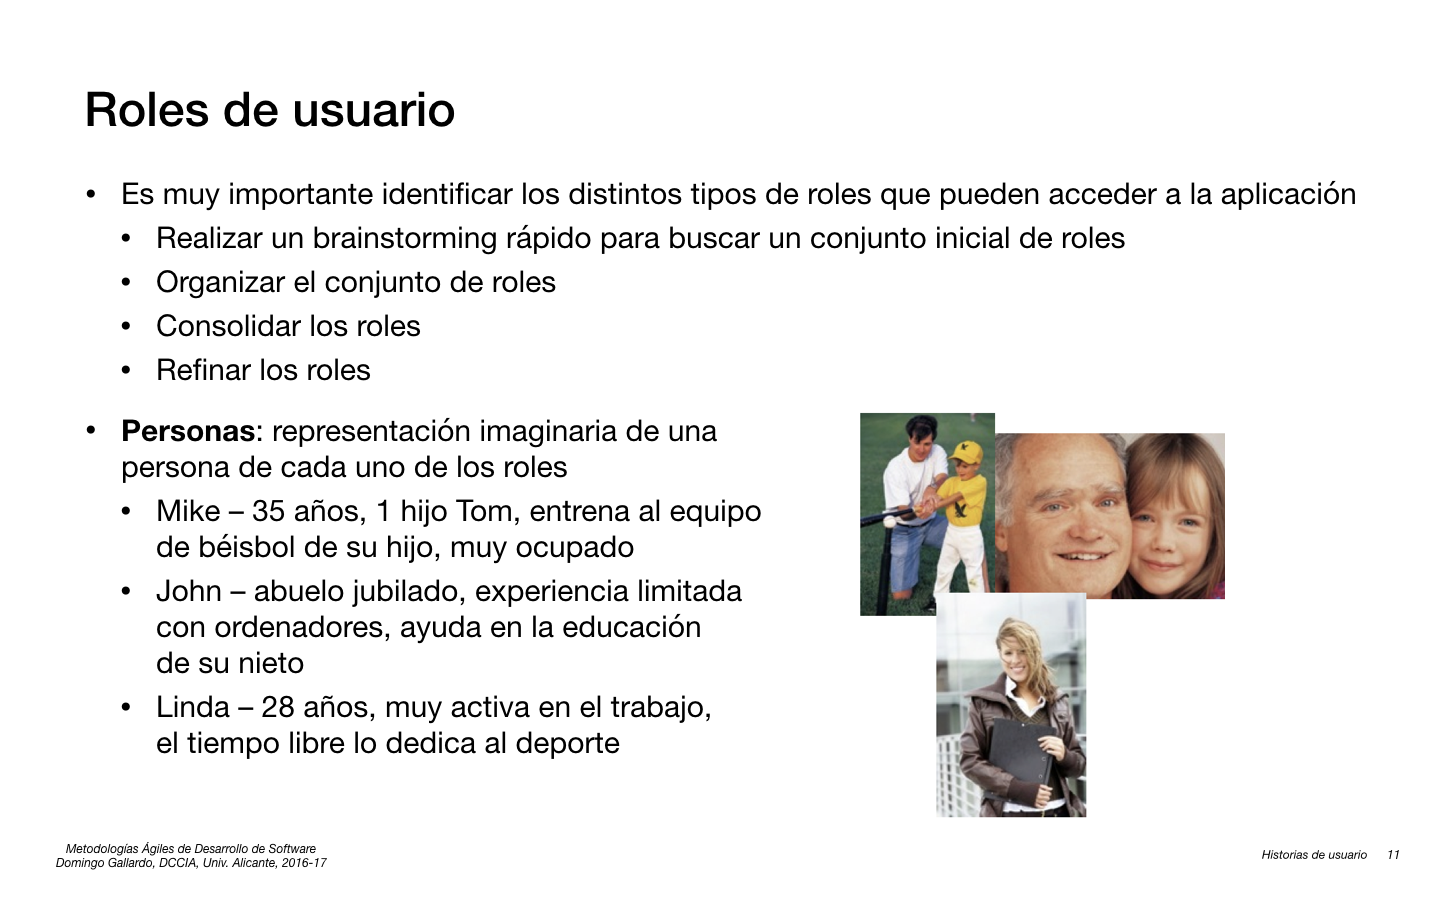 Roles de usuario
• Es muy importante identificar los distintos tipos de roles que pueden acceder a la aplicación
• Realizar un brainstorming rápido para buscar un conjunto inicial de roles
• Organizar el conjunto de roles
• Consolidar los roles
• Refinar los roles
• Personas: representación imaginaria de una
persona de cada uno de los roles
• Mike – 35 años, 1 hijo Tom, entrena al equipo
de béisbol de su hijo, muy ocupado
• John – abuelo jubilado, experiencia limitada
con ordenadores, ayuda en la educación
de su nieto
• Linda – 28 años, muy activa en el trabajo,
el tiempo libre lo dedica al deporte
Metodologías Ágiles de Desarrollo de Software
Domingo Gallardo, DCCIA, Univ. Alicante, 2016-17
Historias de usuario 11